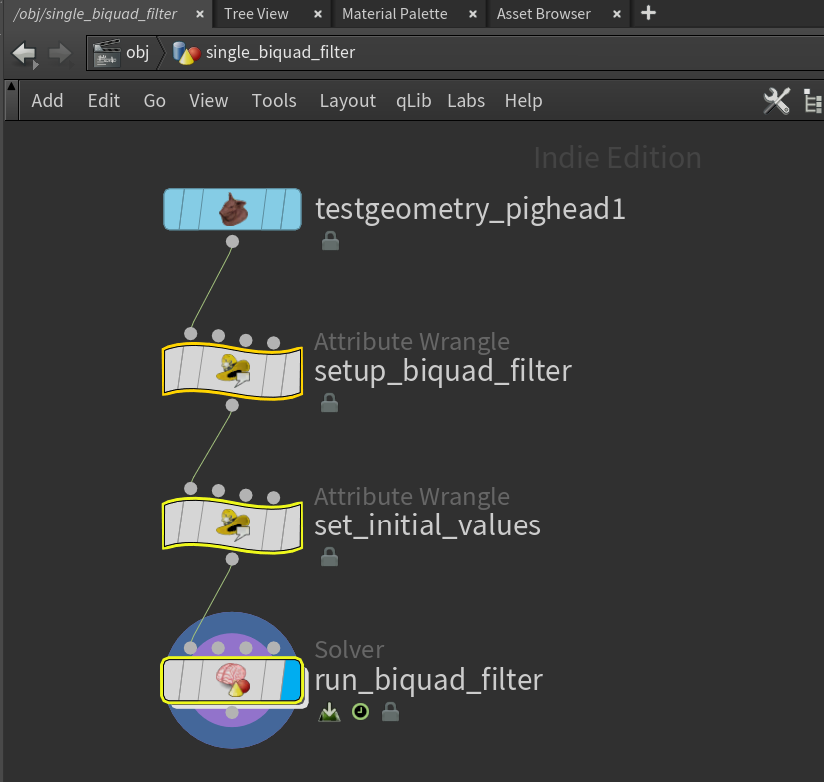 /obj/single_biquad_filter × Tree View × Material Palette × Asset Browser × +
obj single_biquad_filter
Add Edit Go View Tools Layout qLib Labs Help
Indie Edition
testgeometry_pighead1
Attribute Wrangle
setup_biquad_filter
Attribute Wrangle
set_initial_values
Solver
run_biquad_filter